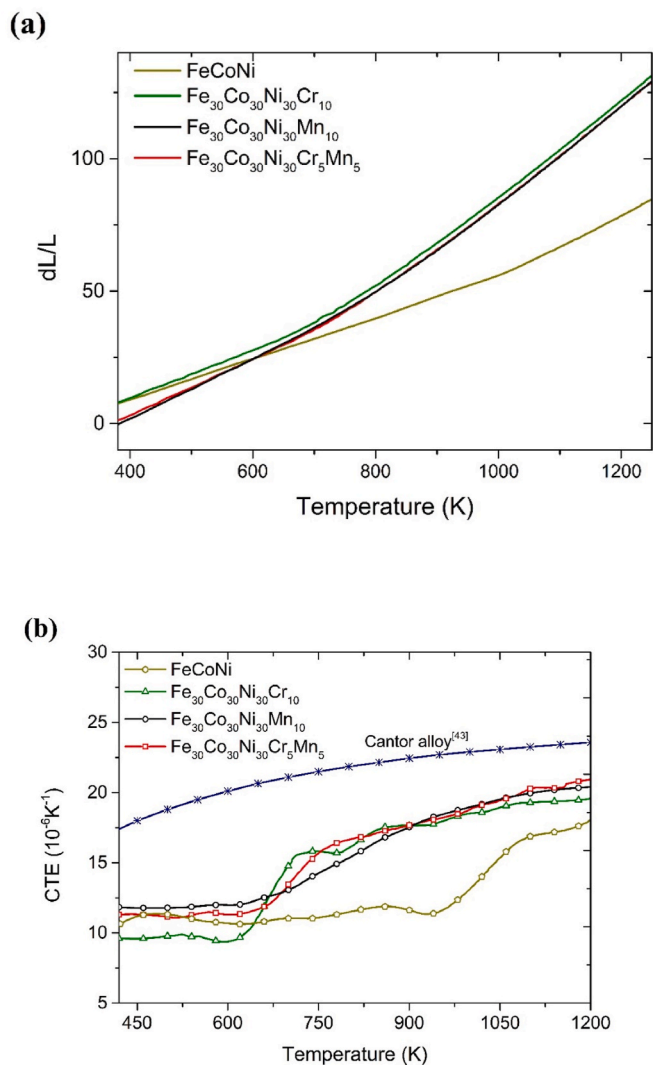 (a)
FeCoNi
Fe₃₀Co₃₀Ni₃₀Cr₁₀
Fe₃₀Co₃₀Ni₃₀Mn₁₀
Fe₃₀Co₃₀Ni₃₀Cr₅Mn₅
100
50
0
dL/L
400 600 800 1000 1200
Temperature (K)
(b)
30
25
20
15
10
5
CTE (10⁻⁶K⁻¹)
FeCoNi
Fe₃₀Co₃₀Ni₃₀Cr₁₀
Fe₃₀Co₃₀Ni₃₀Mn₁₀
Fe₃₀Co₃₀Ni₃₀Cr₅Mn₅
Cantor alloy[43]
450 600 750 900 1050 1200
Temperature (K)